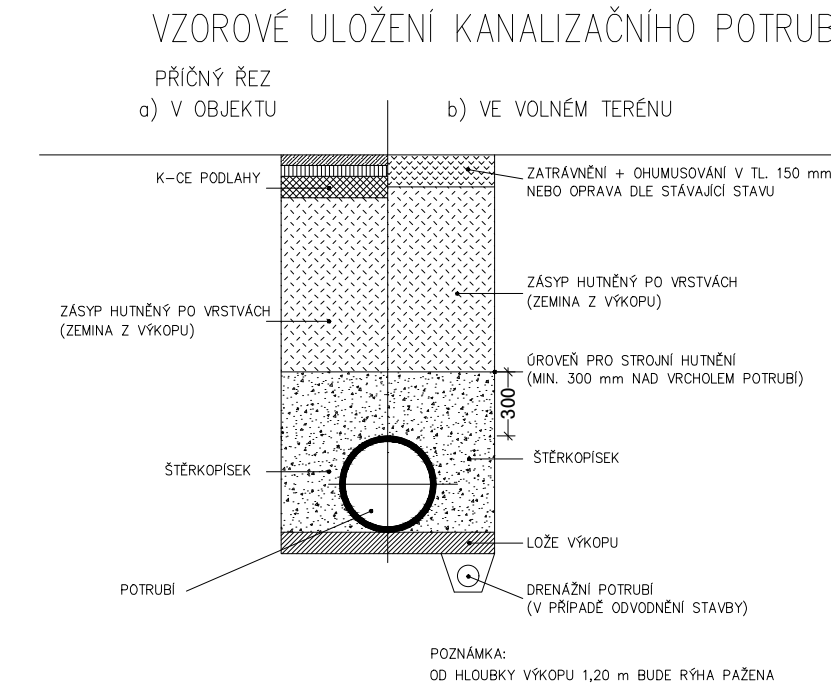 VZOROVÉ ULOŽENÍ KANALIZAČNÍHO POTRUB
PŘÍČNÝ ŘEZ
a) V OBJEKTU
b) VE VOLNÉM TERÉNU
K-CE PODLAHY
ZATRÁVNĚNÍ + OHUMUSOVÁNÍ V TL. 150 mm
NEBO OPRAVA DLE STÁVAJÍCÍ STAVU
ZÁSYP HUTNĚNÝ PO VRSTVÁCH
(ZEMINA Z VÝKOPU)
ZÁSYP HUTNĚNÝ PO VRSTVÁCH
(ZEMINA Z VÝKOPU)
ÚROVEŇ PRO STROJNÍ HUTNĚNÍ
(MIN. 300 mm NAD VRCHOLEM POTRUBÍ)
300
ŠTĚRKOPÍSEK
ŠTĚRKOPÍSEK
LOŽE VÝKOPU
POTRUBÍ
DRENÁŽNÍ POTRUBÍ
(V PŘÍPADĚ ODVODNĚNÍ STAVBY)
POZNÁMKA:
OD HLOUBKY VÝKOPU 1,20 m BUDE RÝHA PAŽENA